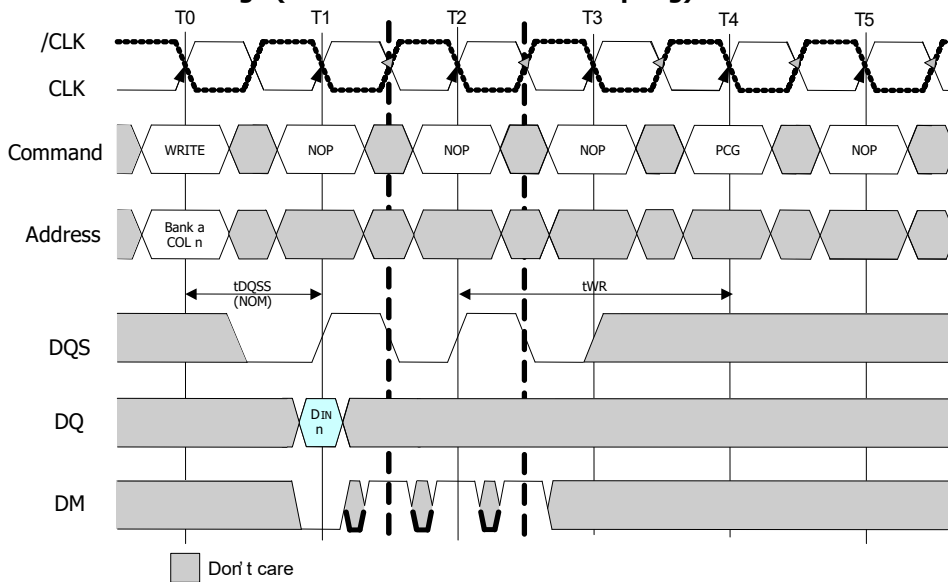 T0 T1 T2 T3 T4 T5
/CLK
CLK
Command WRITE NOP NOP NOP PCG NOP
Address Bank a
COL n
tDQSS
(NOM)
tWR
DQS
DQ DIN
n
DM
Don't care